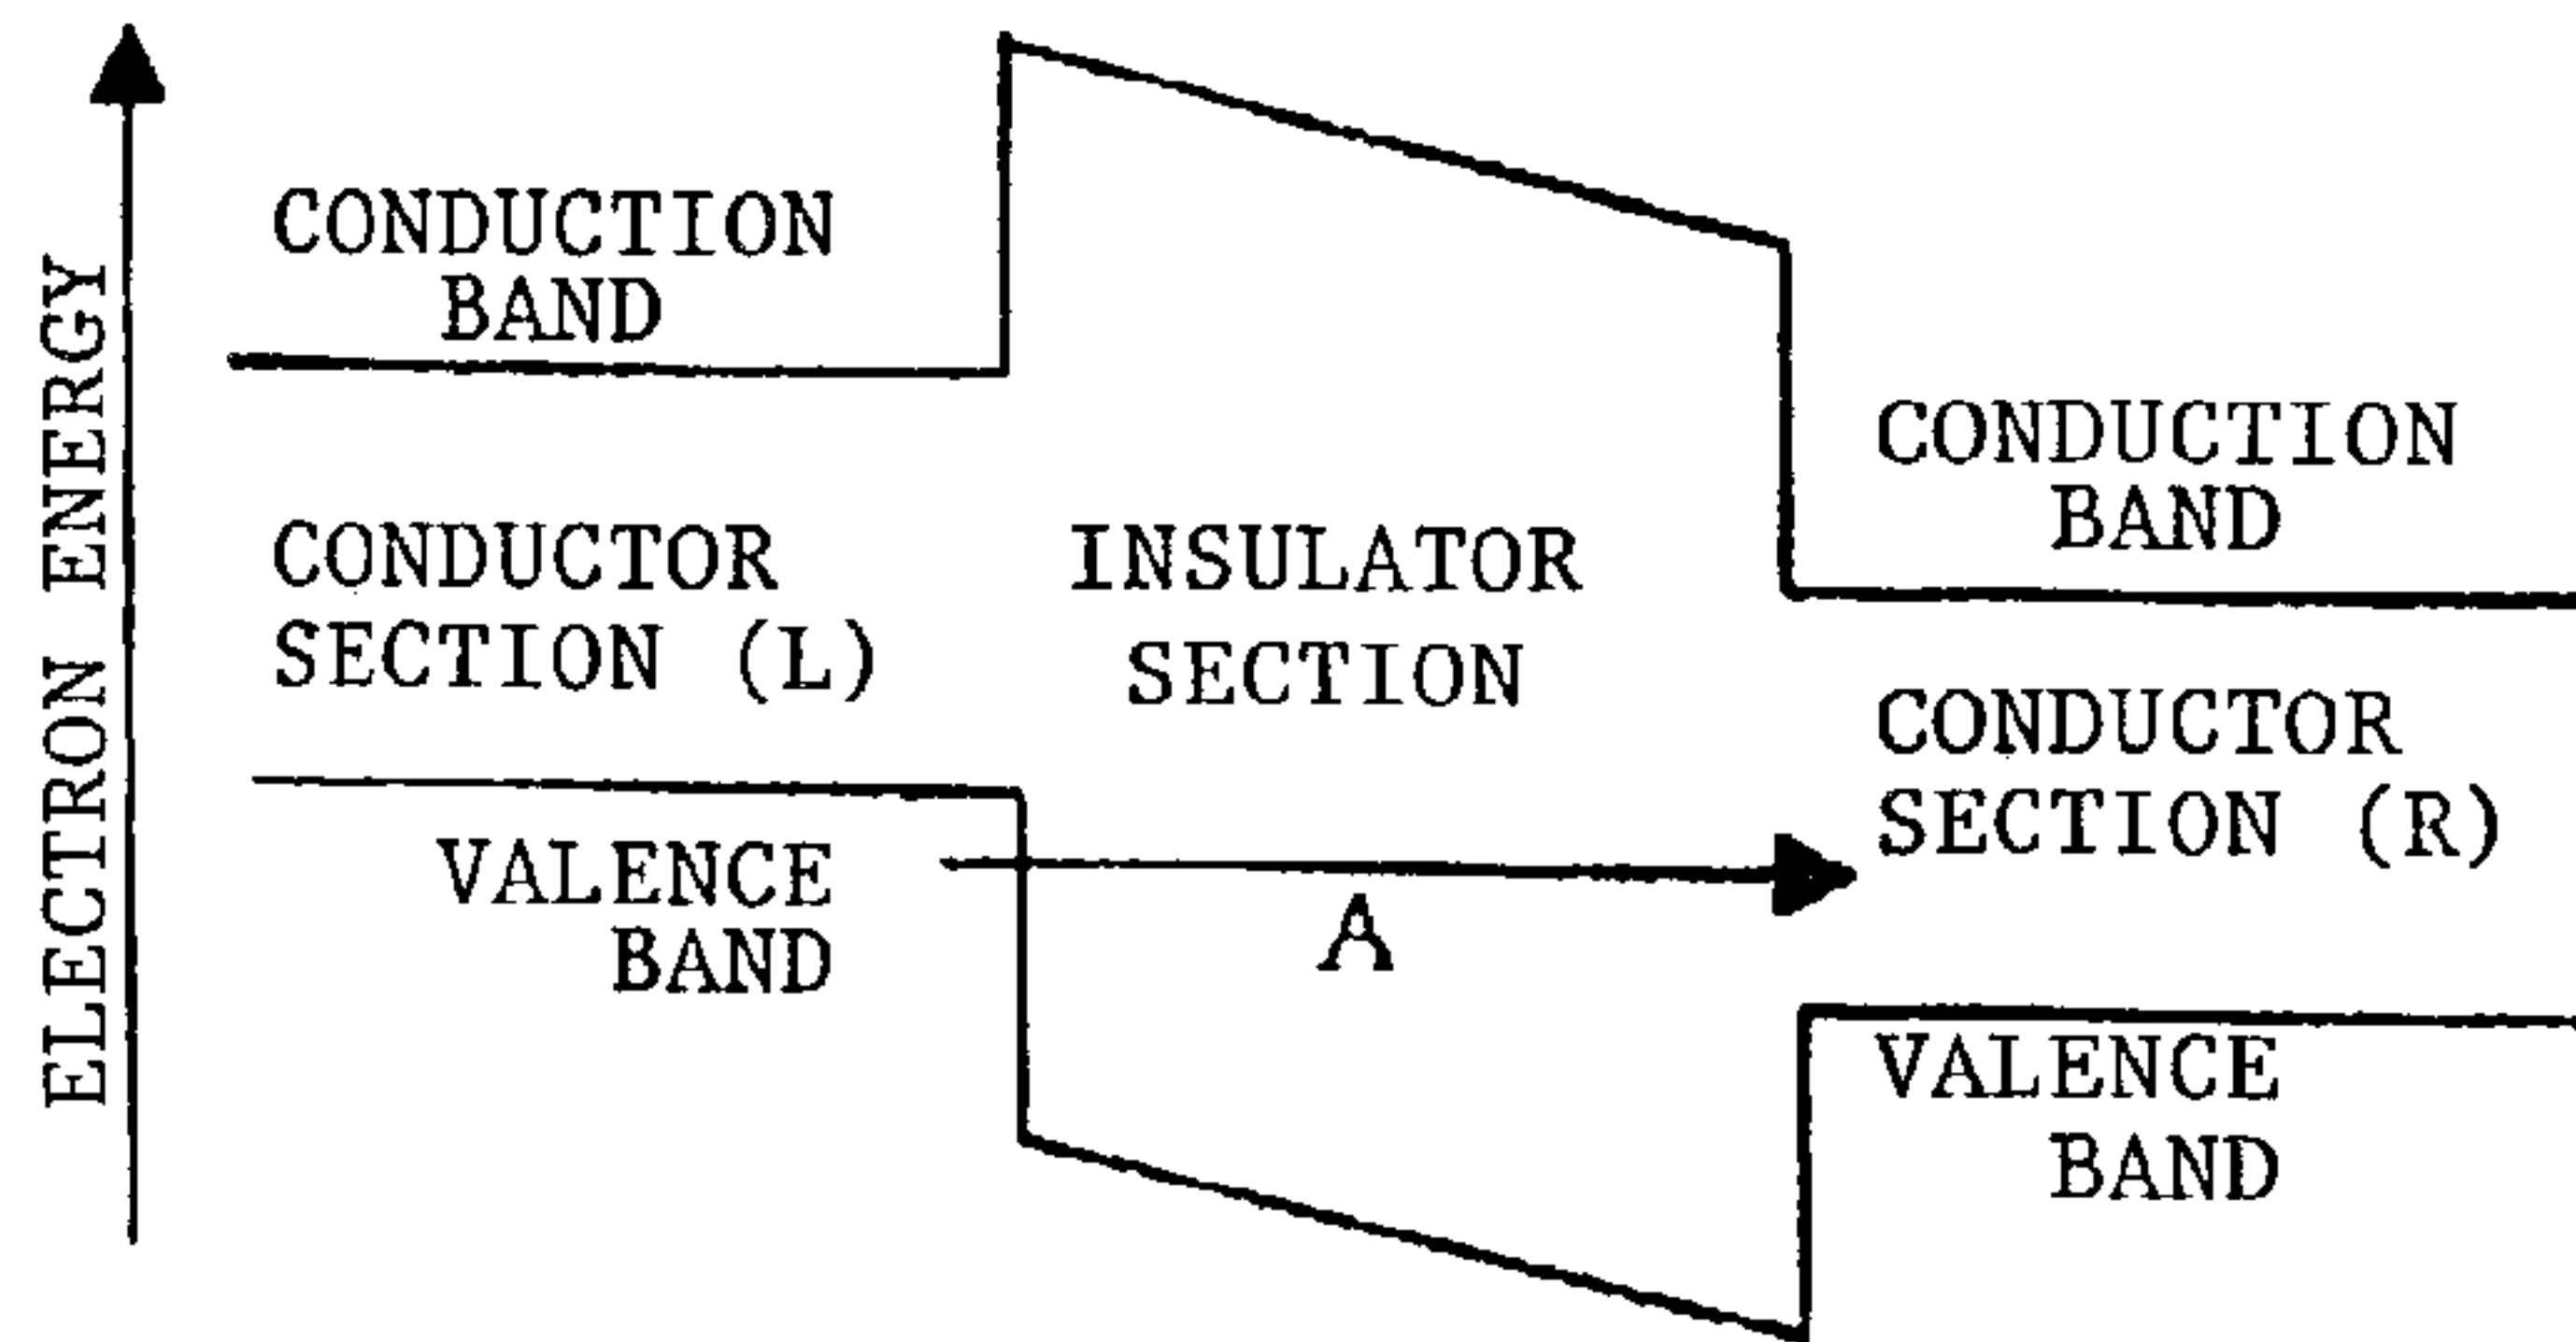 ELECTRON ENERGY
CONDUCTION
BAND
CONDUCTOR
SECTION (L)
VALENCE
BAND
INSULATOR
SECTION
A
CONDUCTION
BAND
CONDUCTOR
SECTION (R)
VALENCE
BAND